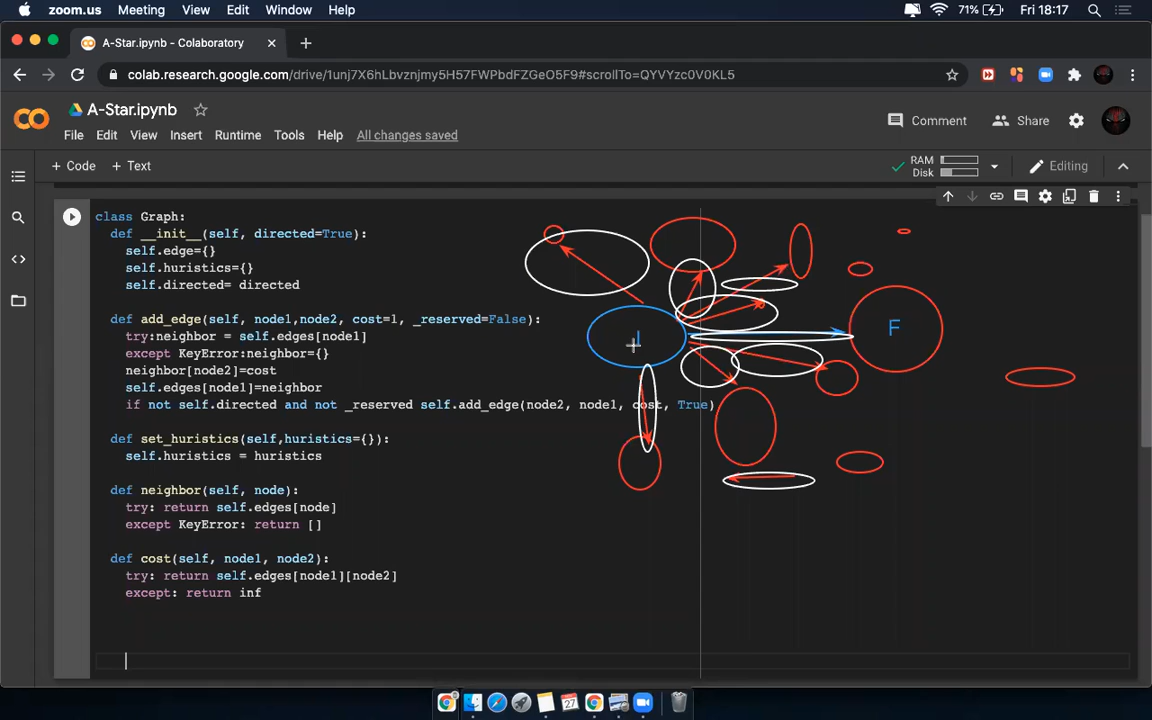 zoom.us Meeting View Edit Window Help 71% Fri 18:17
A-Star.ipynb - Colaboratory
colab.research.google.com/drive/1unj7X6hLbvznjmy5H57FWPbdFZGeO5F9#scrollTo=QYVYzc0V0KL5
A-Star.ipynb
File Edit View Insert Runtime Tools Help All changes saved
Comment Share
+ Code + Text
RAM
Disk
Editing
class Graph:
def __init__(self, directed=True):
self.edge={}
self.huristics={}
self.directed= directed
def add_edge(self, node1,node2, cost=1, _reserved=False):
try:neighbor = self.edges[node1]
except KeyError:neighbor={}
neighbor[node2]=cost
self.edges[node1]=neighbor
if not self.directed and not _reserved self.add_edge(node2, node1, cost, True)
def set_huristics(self,huristics={}):
self.huristics = huristics
def neighbor(self, node):
try: return self.edges[node]
except KeyError: return []
def cost(self, node1, node2):
try: return self.edges[node1][node2]
except: return inf
I
F